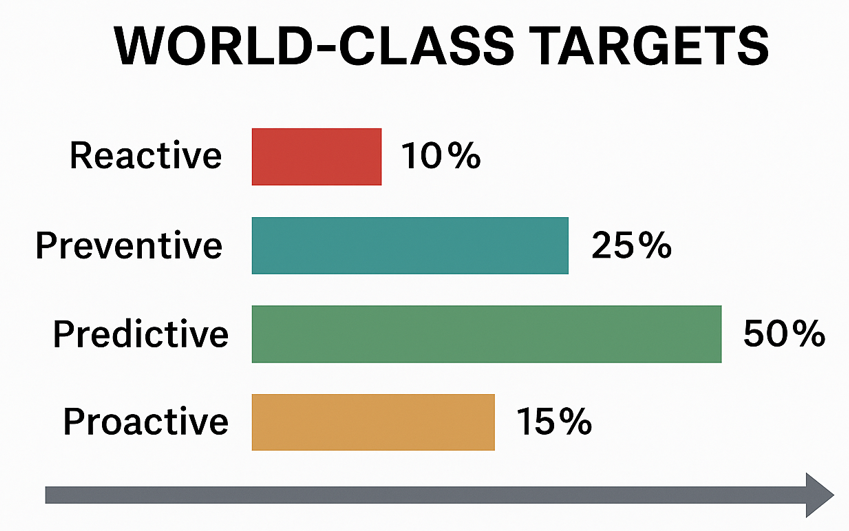 WORLD-CLASS TARGETS
Reactive 10%
Preventive 25%
Predictive 50%
Proactive 15%